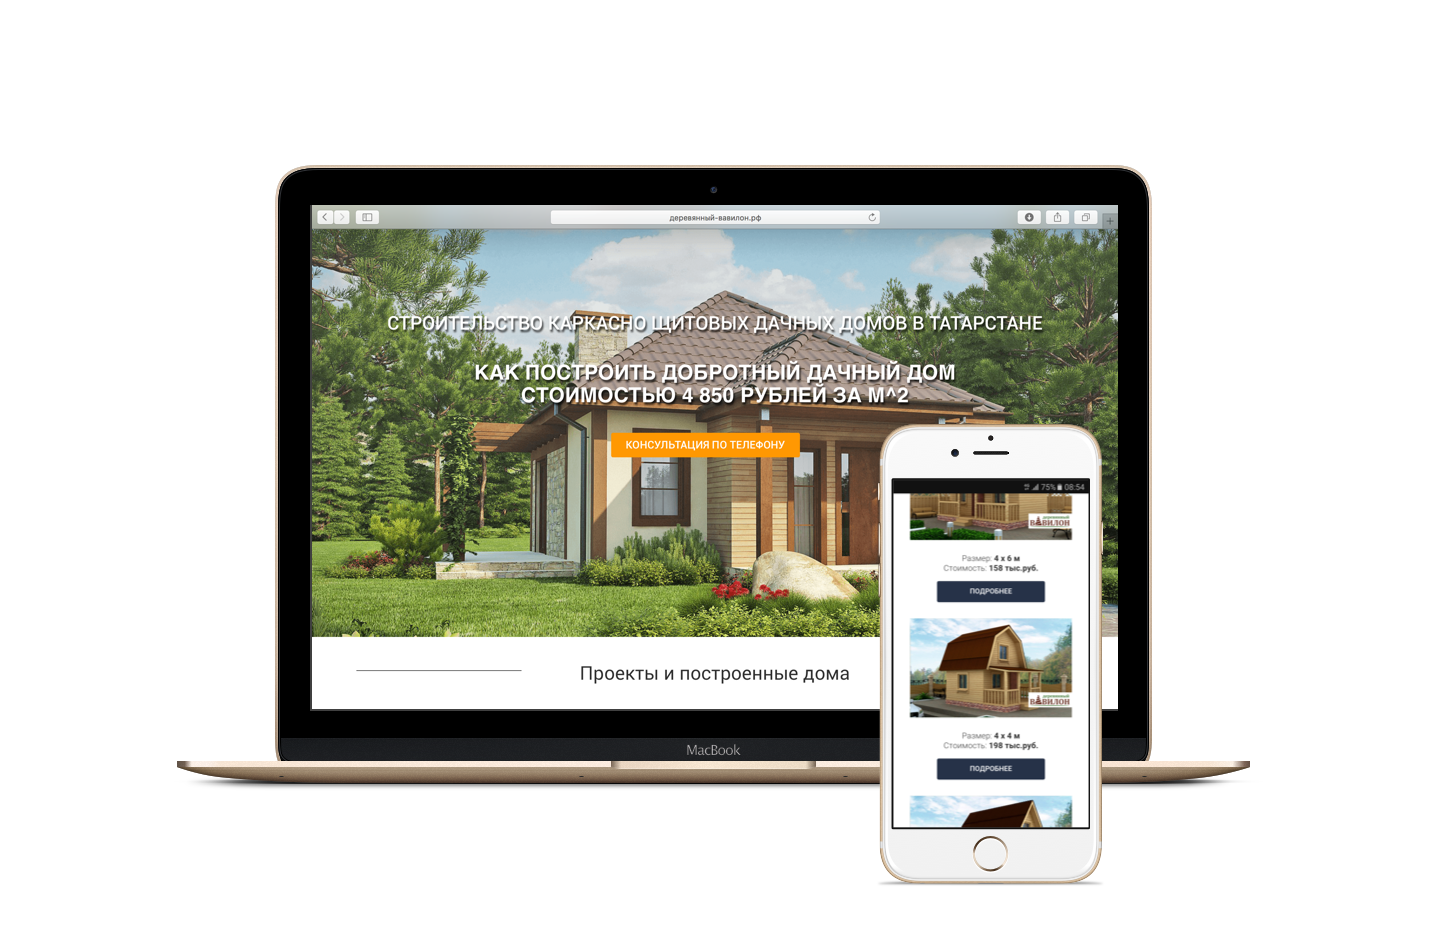 деревянный-вавилон.рф
СТРОИТЕЛЬСТВО КАРКАСНО ЩИТОВЫХ ДАЧНЫХ ДОМОВ В ТАТАРСТАНЕ
КАК ПОСТРОИТЬ ДОБРОТНЫЙ ДАЧНЫЙ ДОМ
СТОИМОСТЬЮ 4 850 РУБЛЕЙ ЗА М^2
КОНСУЛЬТАЦИЯ ПО ТЕЛЕФОНУ
Проекты и построенные дома
MacBook
75% 08:54
ВАВИЛОН
Размер: 4 x 6 м
Стоимость: 158 тыс.руб.
ПОДРОБНЕЕ
ВАВИЛОН
Размер: 4 x 4 м
Стоимость: 198 тыс.руб.
ПОДРОБНЕЕ